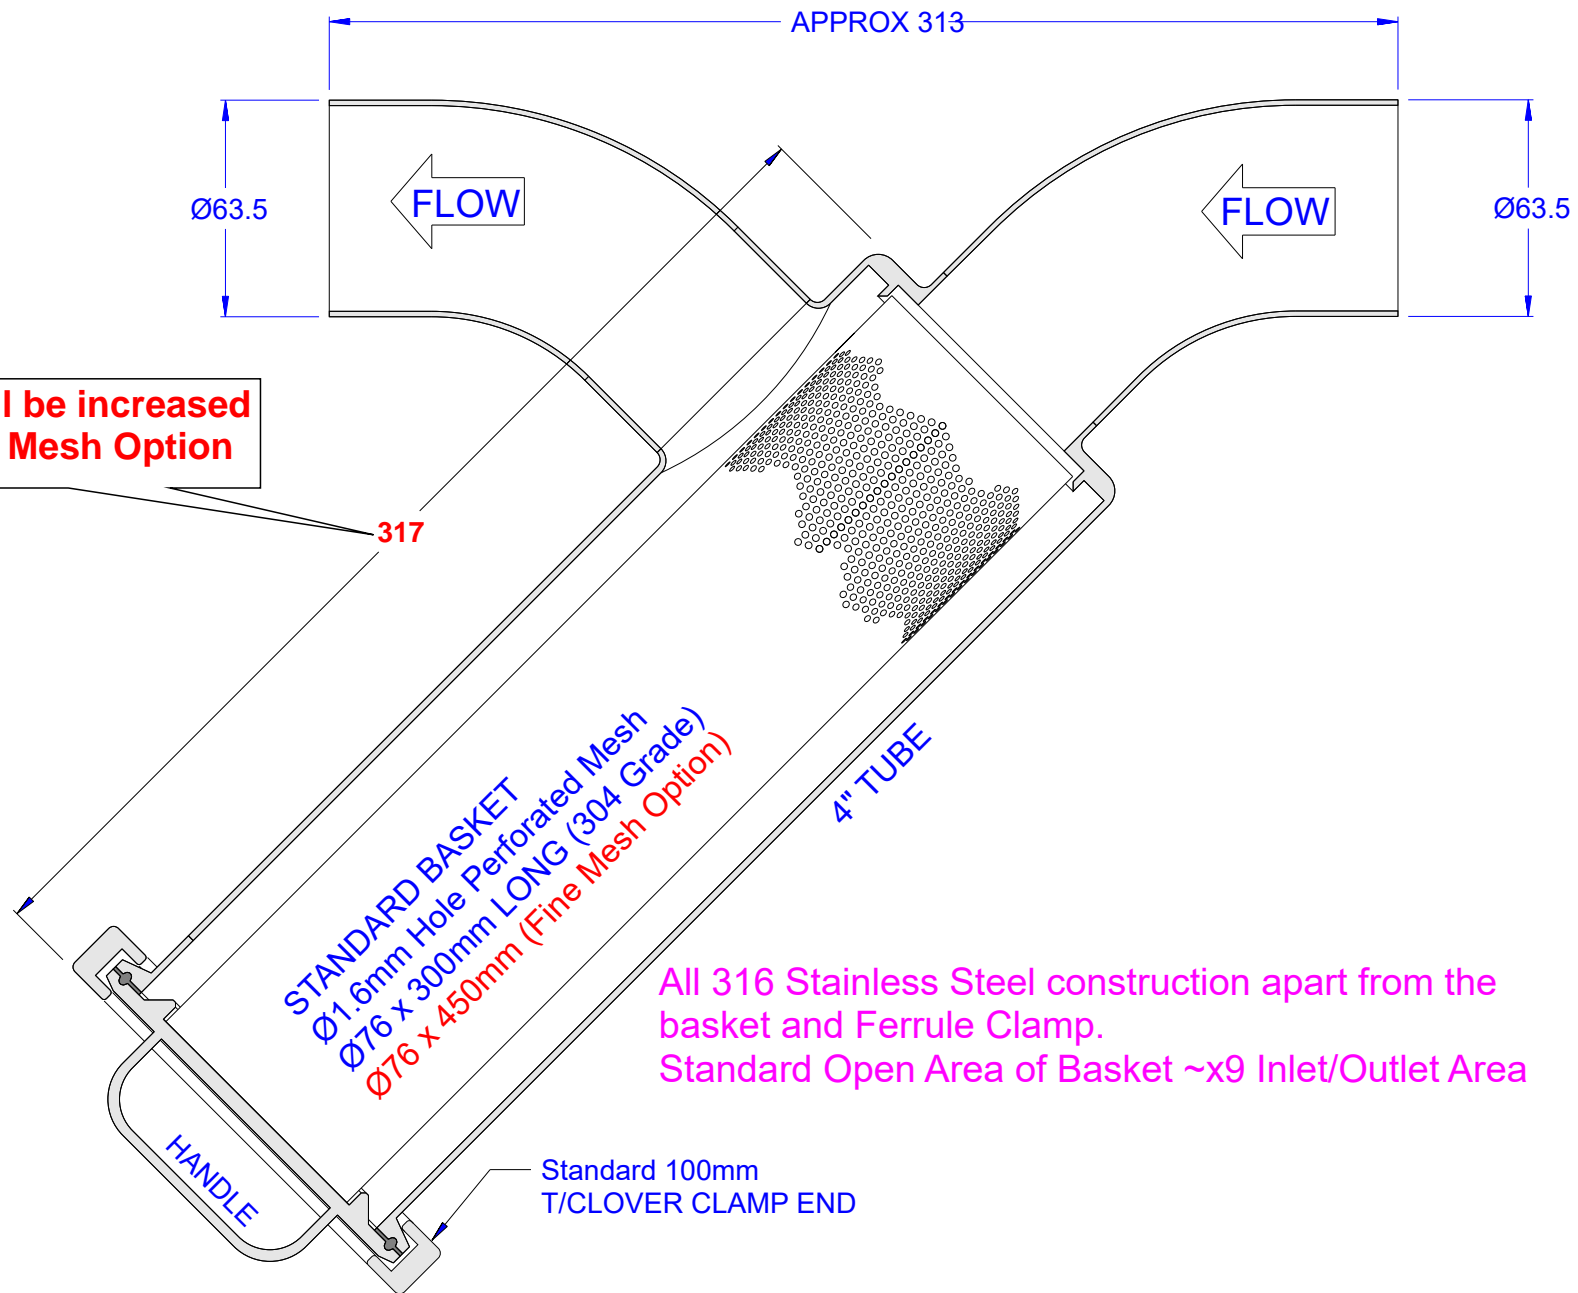 APPROX 313
Ø63.5
FLOW
FLOW
Ø63.5
be increased
Mesh Option
317
STANDARD BASKET
Ø1.6mm Hole Perforated Mesh
Ø76 x 300mm LONG (304 Grade)
Ø76 x 450mm (Fine Mesh Option)
4" TUBE
All 316 Stainless Steel construction apart from the
basket and Ferrule Clamp.
Standard Open Area of Basket ~x9 Inlet/Outlet Area
HANDLE
Standard 100mm
T/CLOVER CLAMP END